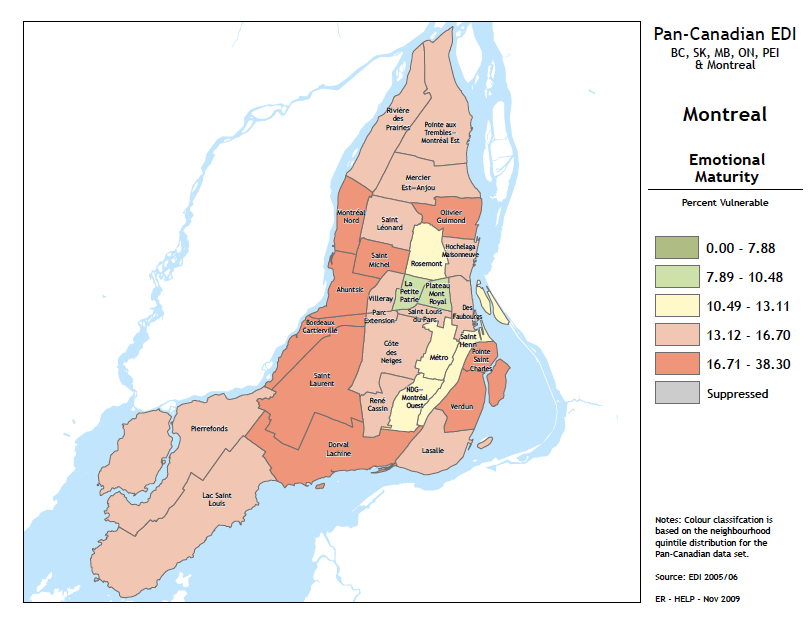 Pan-Canadian EDI
BC, SK, MB, ON, PEI
& Montreal
Montreal
Emotional
Maturity
Percent Vulnerable
0.00 - 7.88
7.89 - 10.48
10.49 - 13.11
13.12 - 16.70
16.71 - 38.30
Suppressed
Notes: Colour classifcation is
based on the neighbourhood
quintile distribution for the
Pan-Canadian data set.
Source: EDI 2005/06
ER - HELP - Nov 2009
Rivière
des
Prairies
Pointe aux
Trembles—
Montréal Est
Mercier
Est—Anjou
Montréal
Nord
Saint
Léonard
Olivier
Guimond
Saint
Michel
Rosemont
Hochelaga
Maisonneuve
Ahuntsic
Villeray
La
Petite
Patrie
Plateau
Mont
Royal
Des
Faubourgs
Bordeaux
Cartierville
Parc
Extension
Saint Louis
du Parc
Saint
Henri
Côte
des
Neiges
Métro
Pointe
Saint
Charles
Saint
Laurent
NDG—
Montréal
Ouest
René
Cassin
Verdun
Pierrefonds
Dorval
Lachine
Lasalle
Lac Saint
Louis